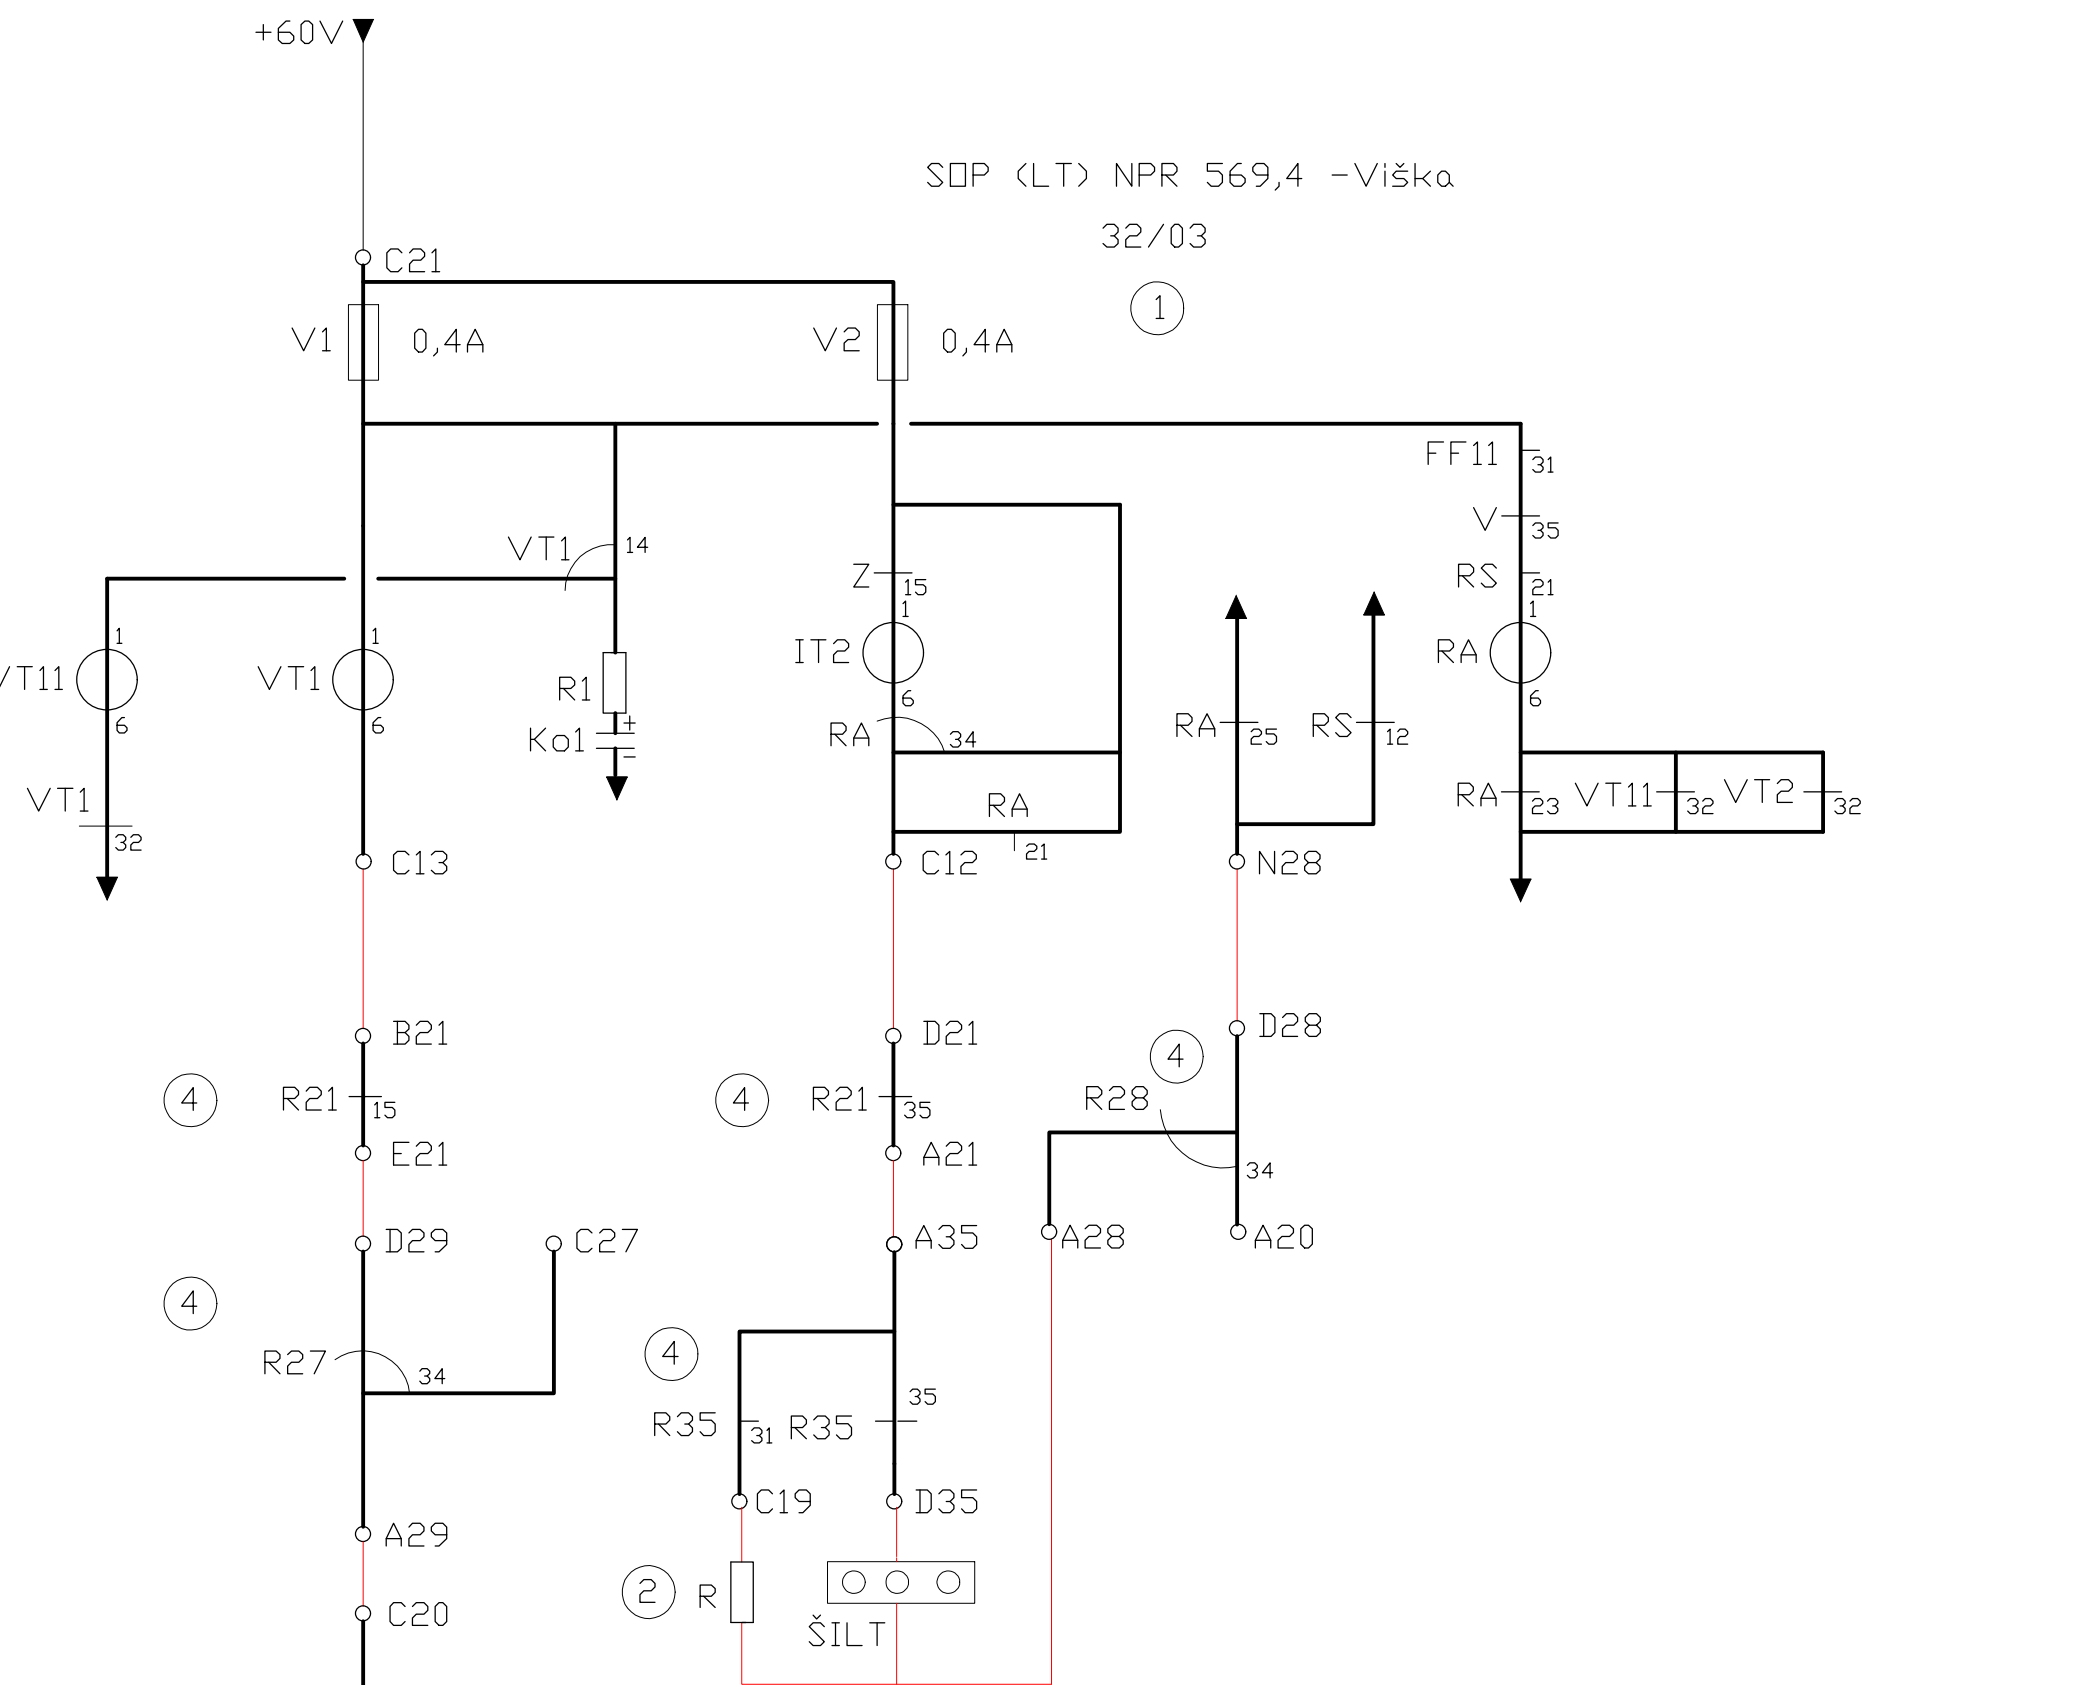 +60V
SOP (LT) NPR 569,4 -Viška
32/03
C21
1
V1 0,4A
V2 0,4A
FF11 31
V 35
VT1 14
Z 15
RS 21
1
1
1
1
VT11
VT1
R1
IT2
RA
6
6
6
6
RA 34
RA 25
RS 12
Ko1 + -
VT1 32
RA 21
RA 23
VT11 32
VT2 32
C13
C12
N28
B21
D21
D28
4
4
4
R21 15
R21 35
R28 34
E21
A21
D29
C27
A35
A28
A20
4
4
R27 34
35
R35 31
R35
C19
D35
A29
2
R
C20
ŠILT